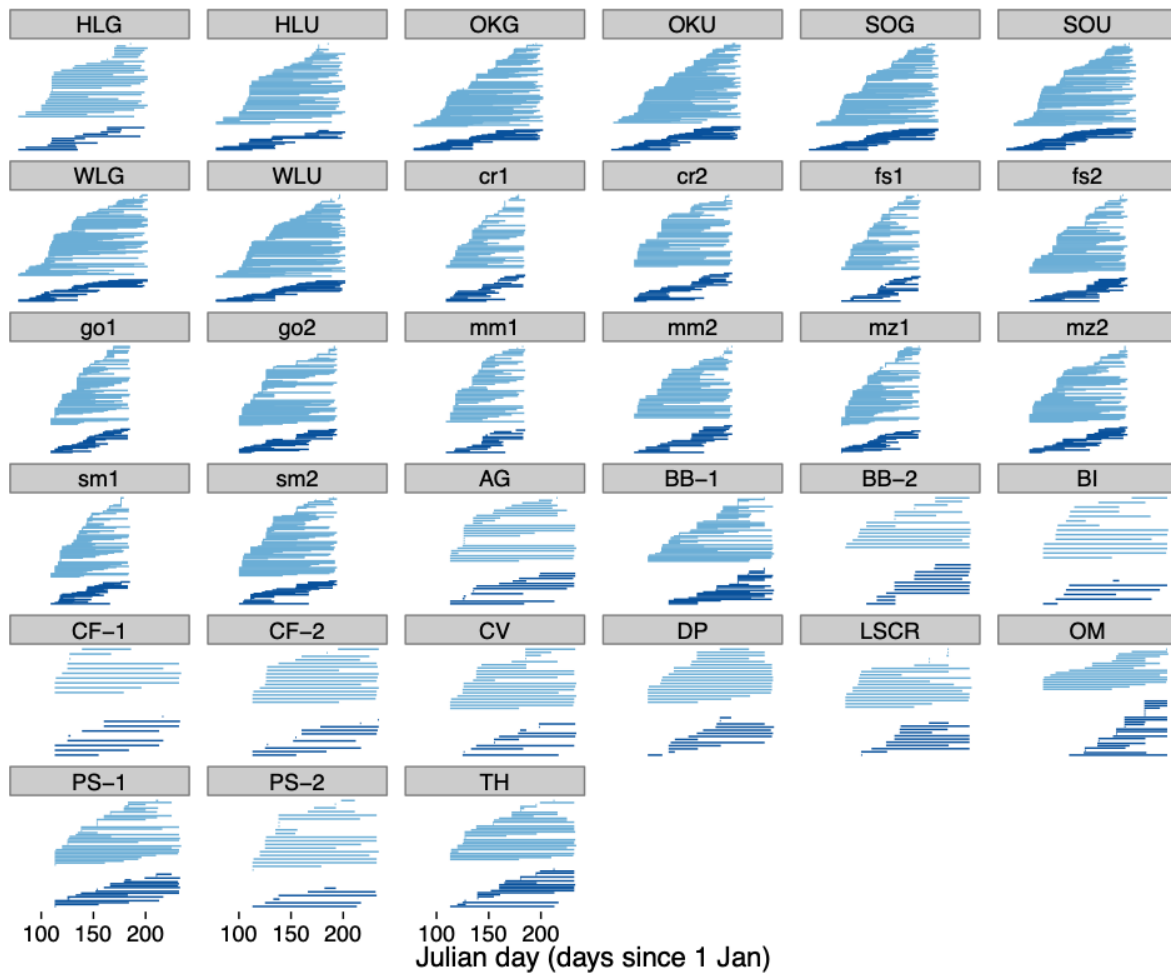 HLG HLU OKG OKU SOG SOU
WLG WLU cr1 cr2 fs1 fs2
go1 go2 mm1 mm2 mz1 mz2
sm1 sm2 AG BB−1 BB−2 BI
CF−1 CF−2 CV DP LSCR OM
PS−1 PS−2 TH
100 150 200 100 150 200 100 150 200
Julian day (days since 1 Jan)